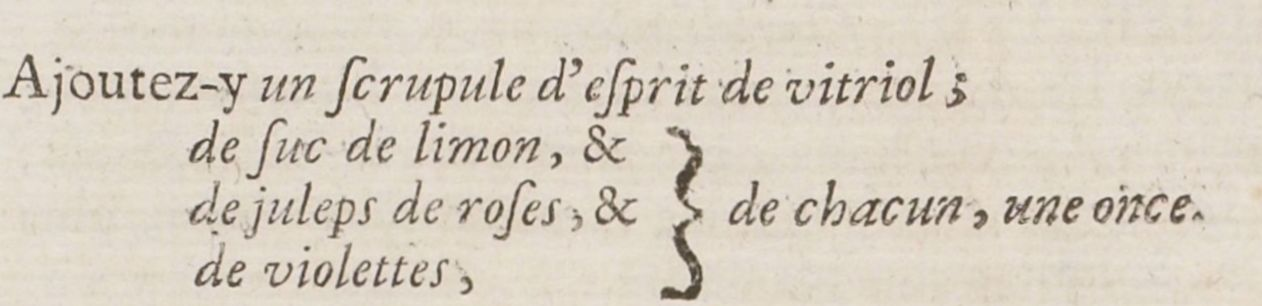 Ajoutez-y un ſcrupule d'eſprit de vitriol ;
de ſuc de limon, &
de juleps de roſes, & } de chacun, une once.
de violettes,